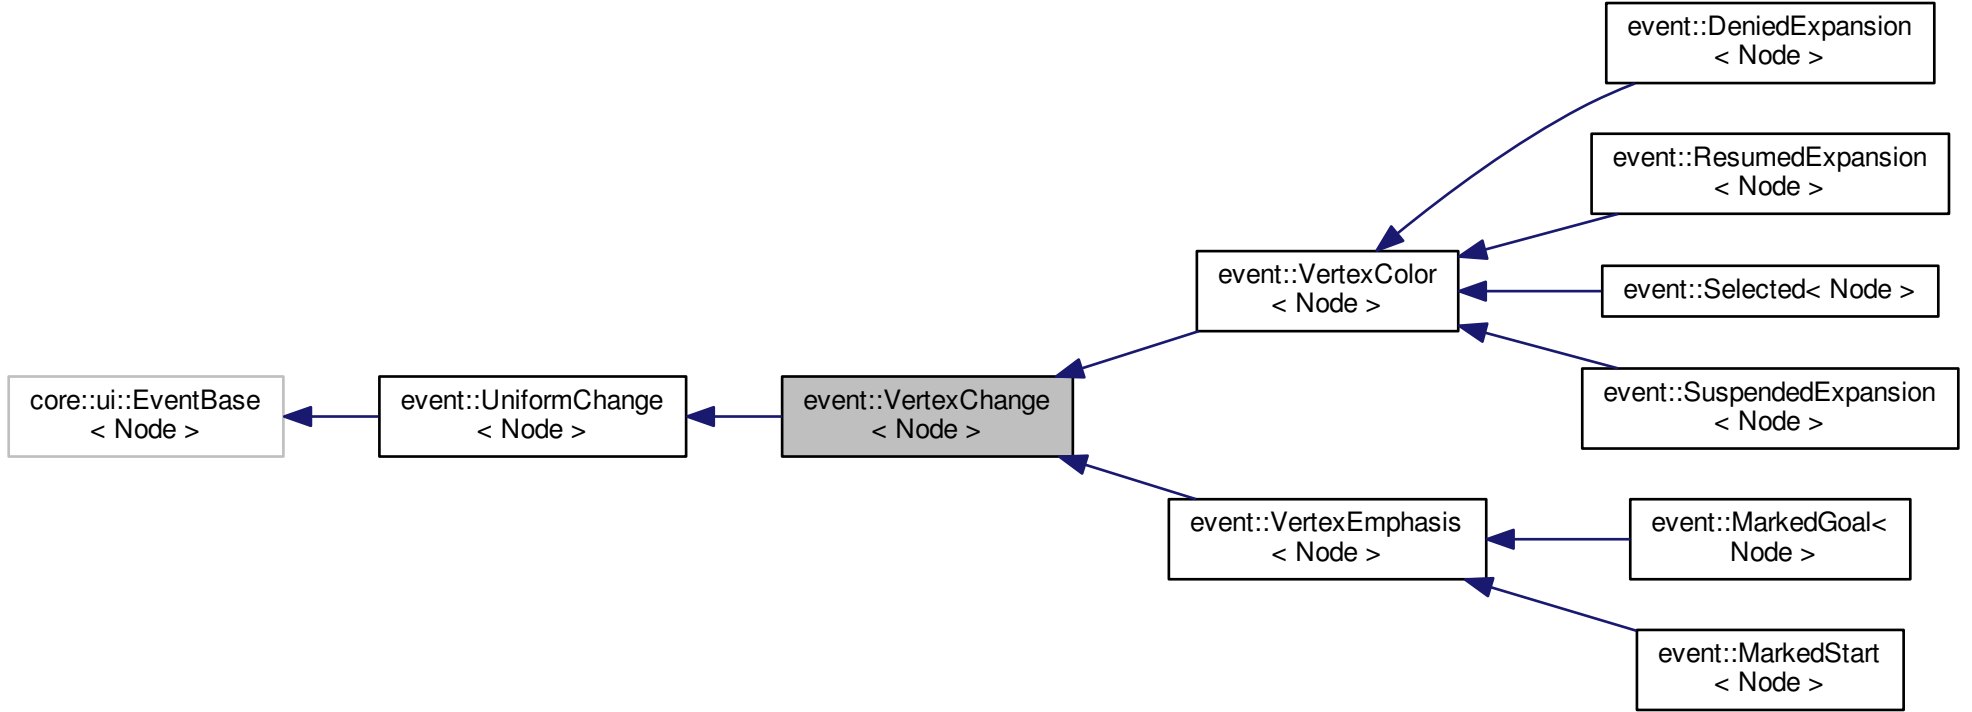 event::DeniedExpansion
< Node >
event::ResumedExpansion
< Node >
event::VertexColor
< Node >
event::Selected< Node >
event::SuspendedExpansion
< Node >
core::ui::EventBase
< Node >
event::UniformChange
< Node >
event::VertexChange
< Node >
event::VertexEmphasis
< Node >
event::MarkedGoal<
Node >
event::MarkedStart
< Node >